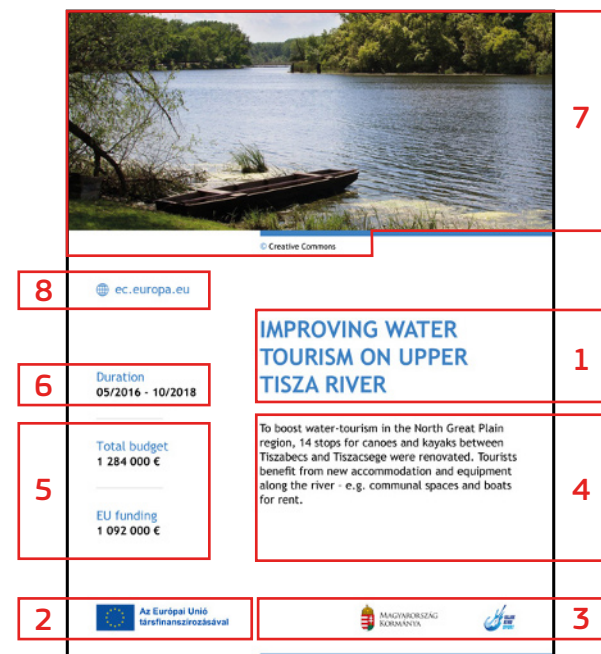 7
© Creative Commons
8
ec.europa.eu
IMPROVING WATER
TOURISM ON UPPER
TISZA RIVER
1
6
Duration
05/2016 - 10/2018
To boost water-tourism in the North Great Plain
region, 14 stops for canoes and kayaks between
Tiszabecs and Tiszacsege were renovated. Tourists
benefit from new accommodation and equipment
along the river - e.g. communal spaces and boats
for rent.
4
5
Total budget
1 284 000 €
EU funding
1 092 000 €
2
Az Európai Unió
társfinanszírozásával
MAGYARORSZÁG
KORMÁNYA
3